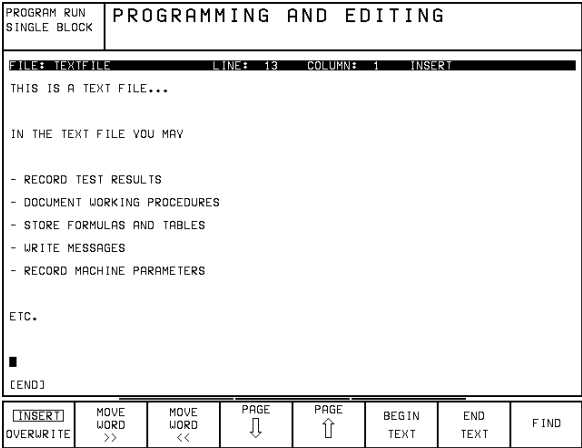 PROGRAM RUN
SINGLE BLOCK
PROGRAMMING AND EDITING
FILE: TEXTFILE LINE: 13 COLUMN: 1 INSERT
THIS IS A TEXT FILE...
IN THE TEXT FILE YOU MAY
- RECORD TEST RESULTS
- DOCUMENT WORKING PROCEDURES
- STORE FORMULAS AND TABLES
- WRITE MESSAGES
- RECORD MACHINE PARAMETERS
ETC.
[END]
INSERT
OVERWRITE
MOVE
WORD
>>
MOVE
WORD
<<
PAGE
⇩
PAGE
⇧
BEGIN
TEXT
END
TEXT
FIND